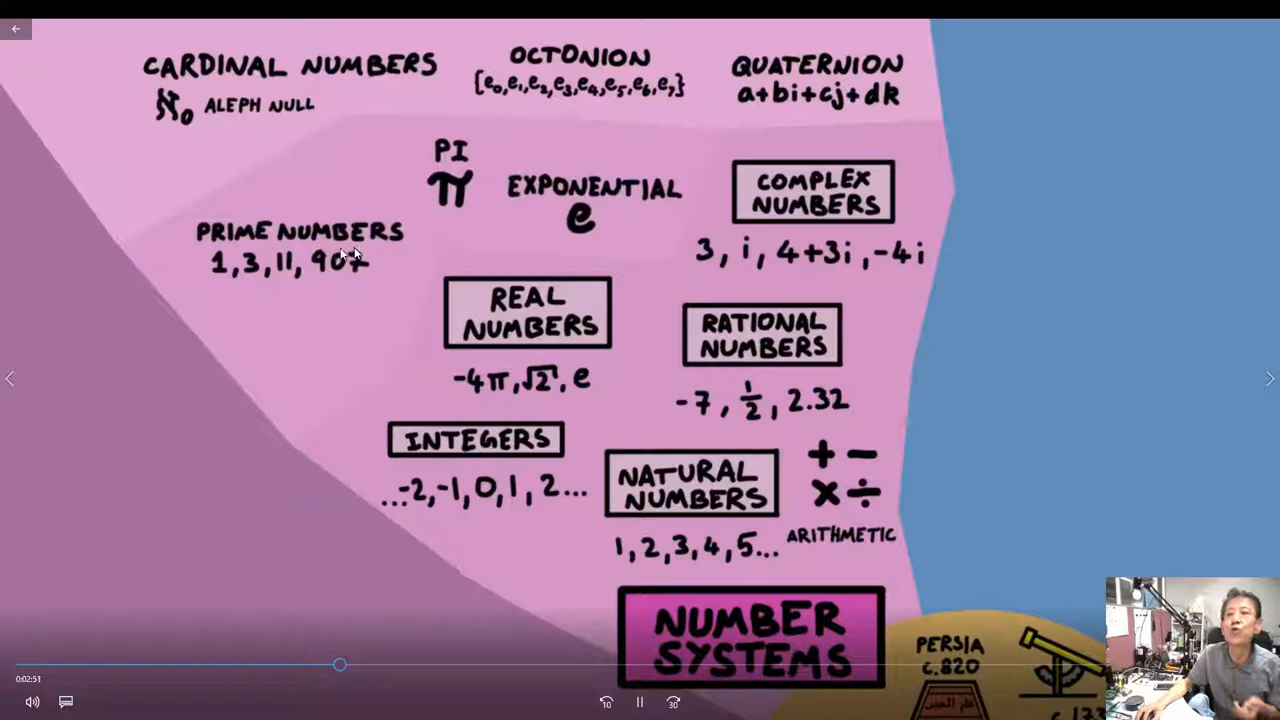 CARDINAL NUMBERS
ℵ₀ ALEPH NULL
OCTONION
{e₀,e₁,e₂,e₃,e₄,e₅,e₆,e₇}
QUATERNION
a+bi+cj+dk
PI
π
EXPONENTIAL
e
COMPLEX
NUMBERS
3, i, 4+3i, -4i
PRIME NUMBERS
1, 3, 11, 907
REAL
NUMBERS
-4π, √2, e
RATIONAL
NUMBERS
-7, 1/2, 2.32
INTEGERS
...-2, -1, 0, 1, 2...
NATURAL
NUMBERS
1, 2, 3, 4, 5...
+ -
× ÷
ARITHMETIC
NUMBER
SYSTEMS
PERSIA
c.820
0:02:51
10
30